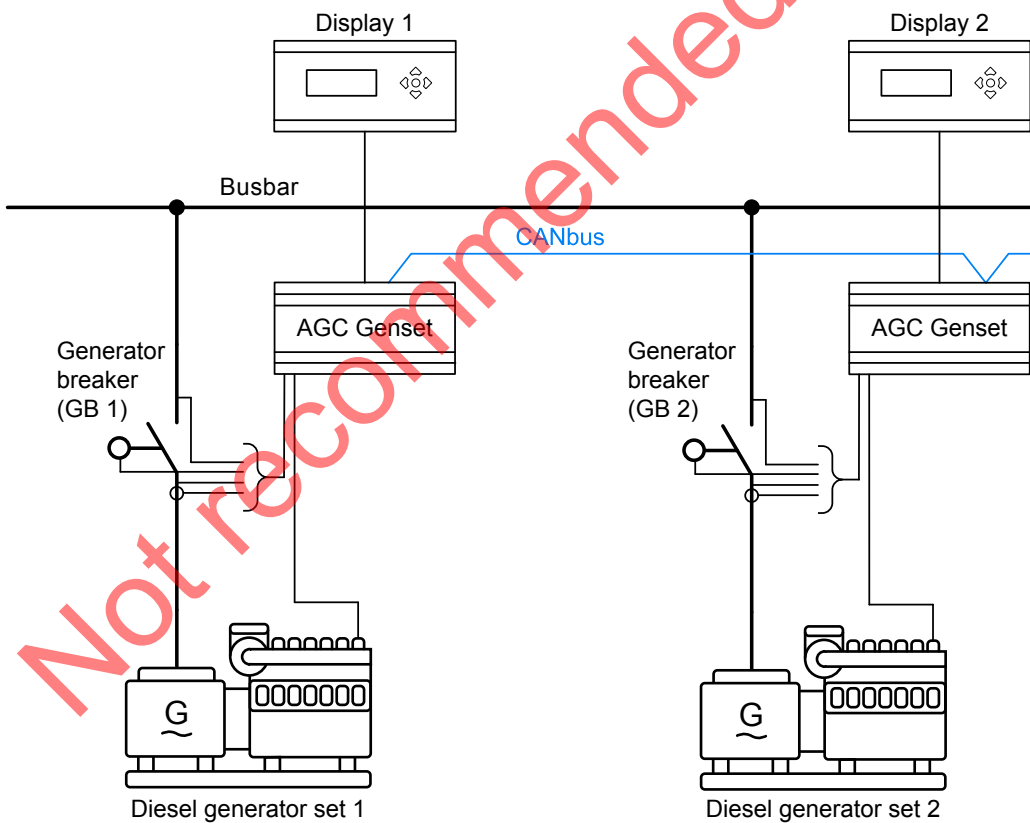 Display 1
Display 2
Busbar
CANbus
AGC Genset
AGC Genset
Generator
breaker
(GB 1)
Generator
breaker
(GB 2)
G
G
Diesel generator set 1
Diesel generator set 2
Not recommended